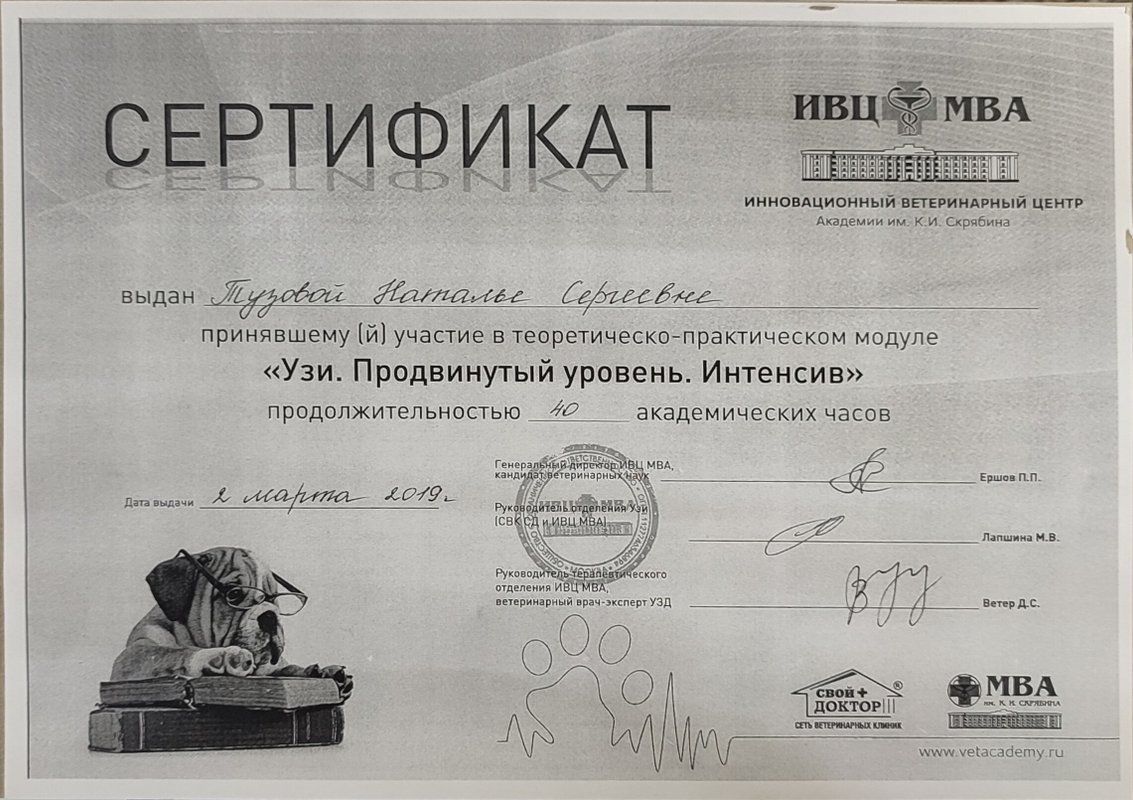 СЕРТИФИКАТ
ИВЦ МВА
ИННОВАЦИОННЫЙ ВЕТЕРИНАРНЫЙ ЦЕНТР
Академии им. К.И. Скрябина
выдан Тузовой Наталье Сергеевне
принявшему (й) участие в теоретическо-практическом модуле
«Узи. Продвинутый уровень. Интенсив»
продолжительностью 40 академических часов
Дата выдачи 2 марта 2019г
Генеральный директор ИВЦ МВА,
кандидат ветеринарных наук
Ершов П.П.
Руководитель отделения Узи
(СВК СД и ИВЦ МВА)
Лапшина М.В.
Руководитель терапевтического
отделения ИВЦ МВА,
ветеринарный врач-эксперт УЗД
Ветер Д.С.
ИВЦ МВА
МОСКВА
СВОЙ+
ДОКТОР®
СЕТЬ ВЕТЕРИНАРНЫХ КЛИНИК
МВА
ИМ. К. И. СКРЯБИНА
www.vetacademy.ru